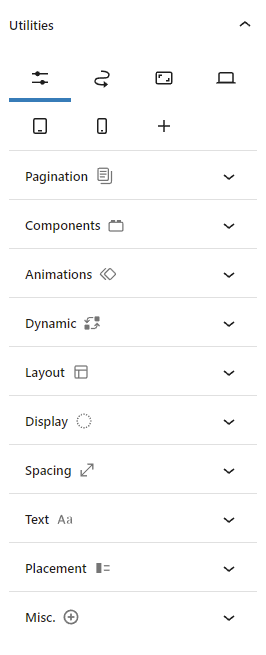 Utilities
Pagination
Components
Animations
Dynamic
Layout
Display
Spacing
Text Aa
Placement
Misc.